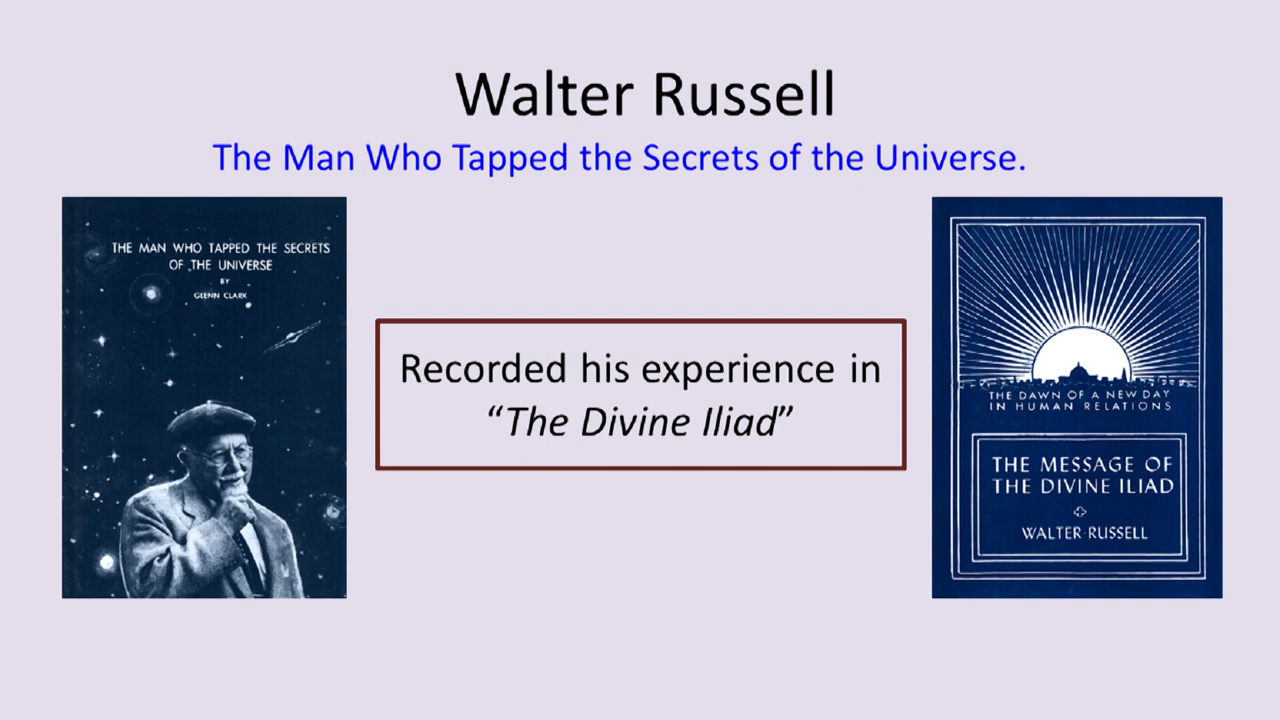 Walter Russell
The Man Who Tapped the Secrets of the Universe.
THE MAN WHO TAPPED THE SECRETS
OF THE UNIVERSE
BY
GLENN CLARK
Recorded his experience in
“The Divine Iliad”
THE DAWN OF A NEW DAY
IN HUMAN RELATIONS
THE MESSAGE OF
THE DIVINE ILIAD
WALTER·RUSSELL